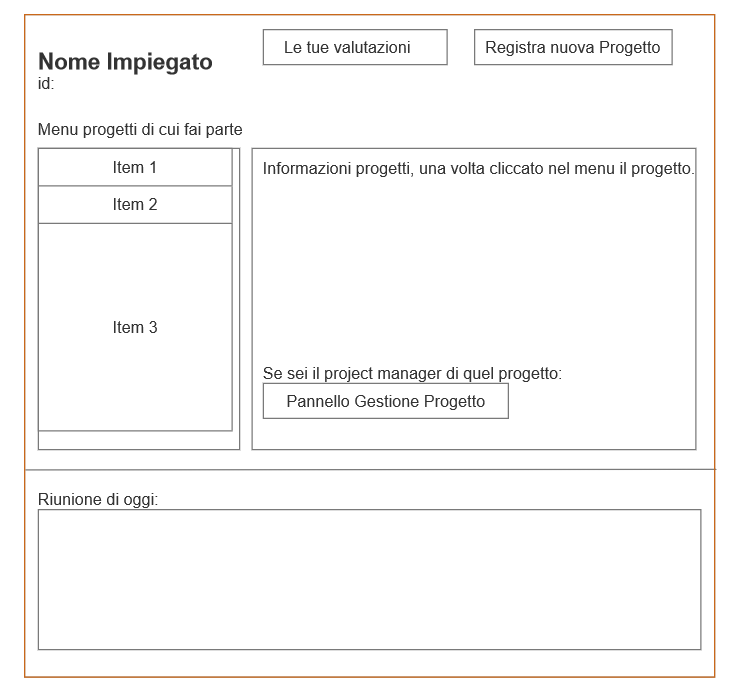 Nome Impiegato
id:
Le tue valutazioni
Registra nuova Progetto
Menu progetti di cui fai parte
Item 1
Item 2
Item 3
Informazioni progetti, una volta cliccato nel menu il progetto.
Se sei il project manager di quel progetto:
Pannello Gestione Progetto
Riunione di oggi: